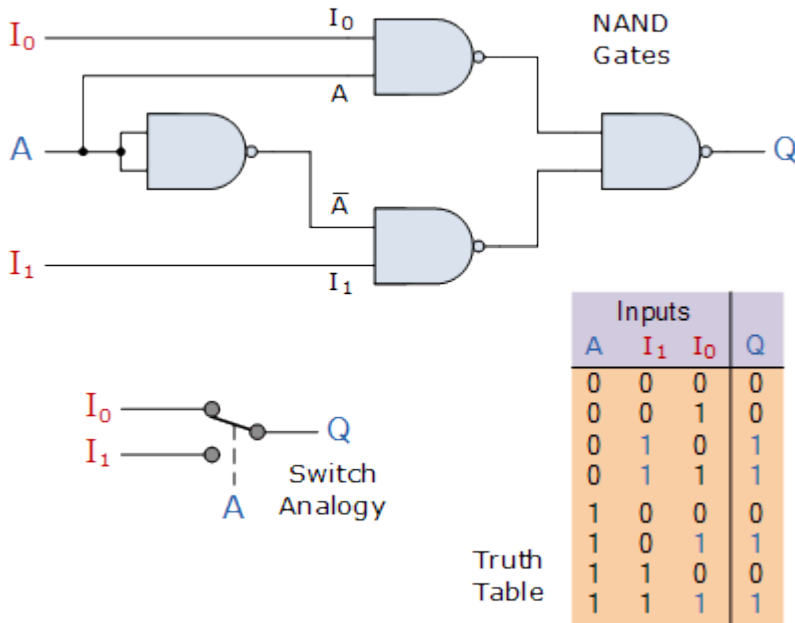 I₀ I₀ NAND
Gates
A
A Q
Ā
I₁ I₁
Inputs
A I₁ I₀ Q
0 0 0 0
0 0 1 0
0 1 0 1
0 1 1 1
1 0 0 0
1 0 1 1
1 1 0 0
1 1 1 1
Truth
Table
I₀
Q
I₁
Switch
Analogy
A